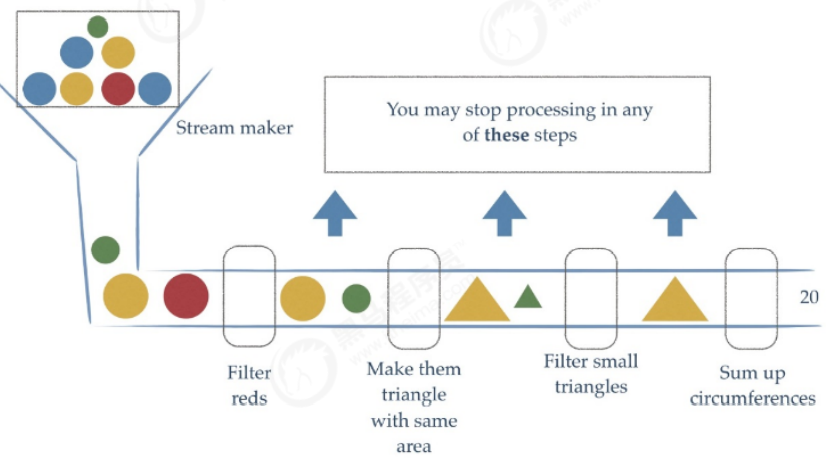 You may stop processing in any
of these steps
Stream maker
20
Filter
reds
Make them
triangle
with same
area
Filter small
triangles
Sum up
circumferences